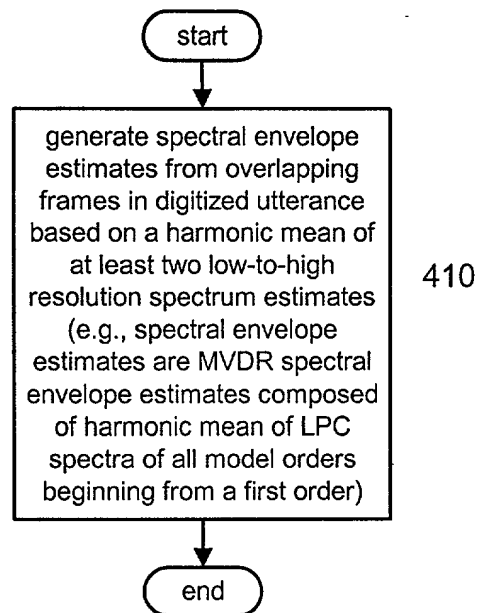 start
generate spectral envelope
estimates from overlapping
frames in digitized utterance
based on a harmonic mean of
at least two low-to-high
resolution spectrum estimates
(e.g., spectral envelope
estimates are MVDR spectral
envelope estimates composed
of harmonic mean of LPC
spectra of all model orders
beginning from a first order)
410
end